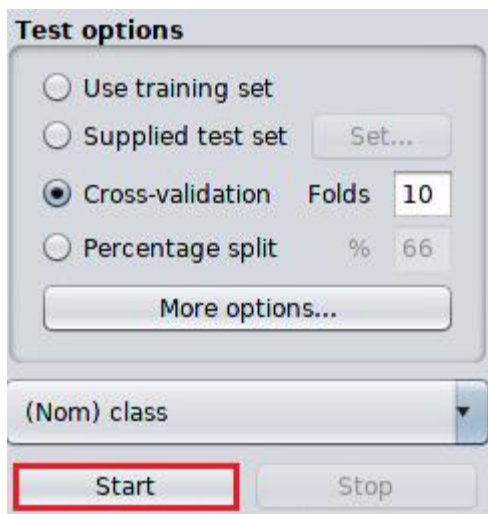 Test options
Use training set
Supplied test set Set...
Cross-validation Folds 10
Percentage split % 66
More options...
(Nom) class
Start Stop